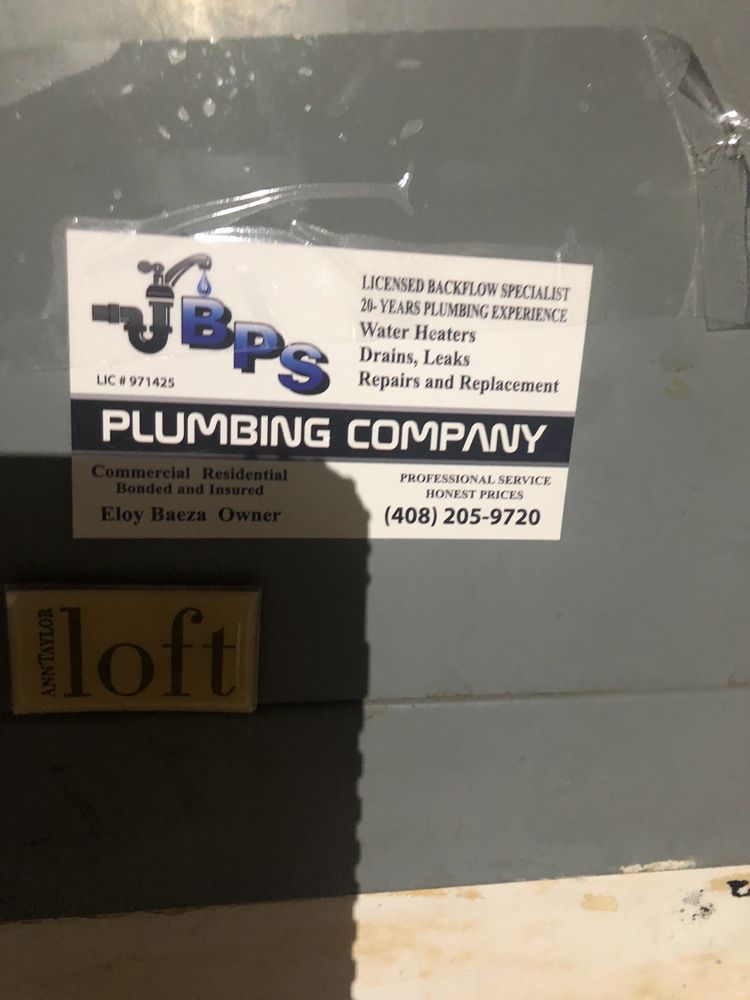 BPS
LIC # 971425
LICENSED BACKFLOW SPECIALIST
20- YEARS PLUMBING EXPERIENCE
Water Heaters
Drains, Leaks
Repairs and Replacement
PLUMBING COMPANY
Commercial Residential
Bonded and Insured
Eloy Baeza Owner
PROFESSIONAL SERVICE
HONEST PRICES
(408) 205-9720
ANN TAYLOR
loft